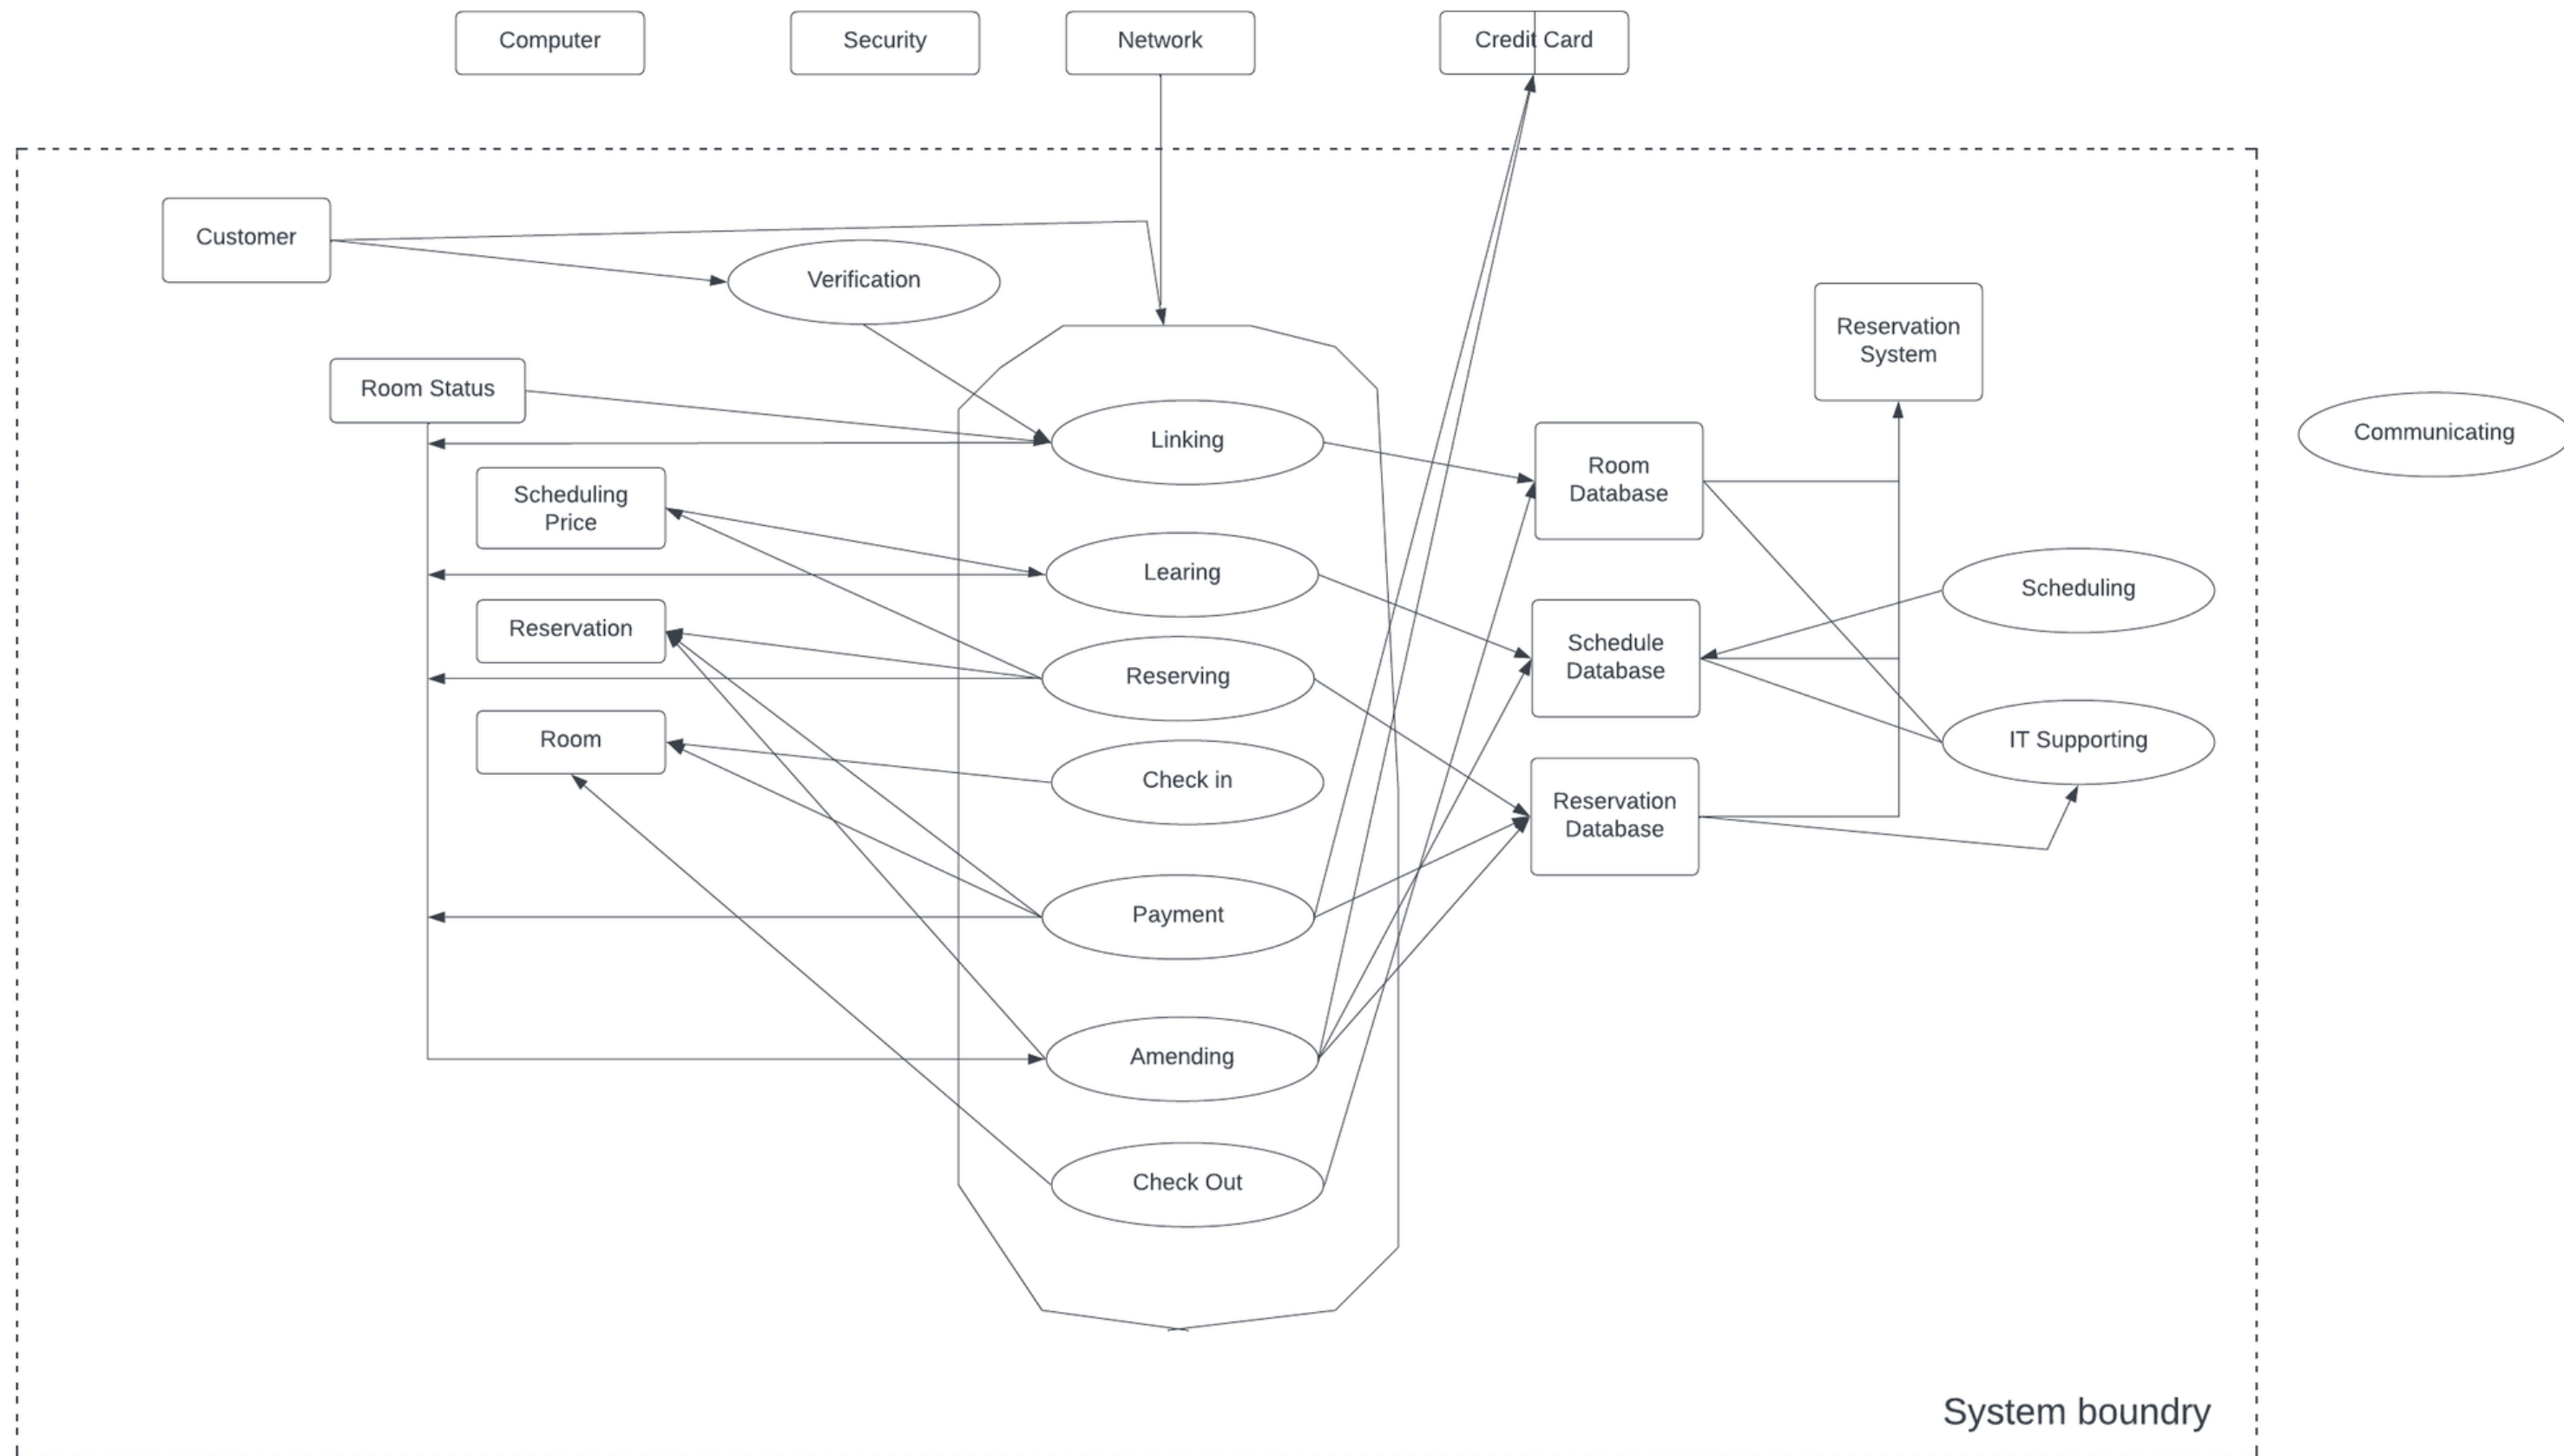 Computer
Security
Network
Credit Card
Customer
Verification
Reservation
System
Room Status
Communicating
Linking
Room
Database
Scheduling
Price
Learing
Scheduling
Reservation
Schedule
Database
Reserving
Room
IT Supporting
Check in
Reservation
Database
Payment
Amending
Check Out
System boundry